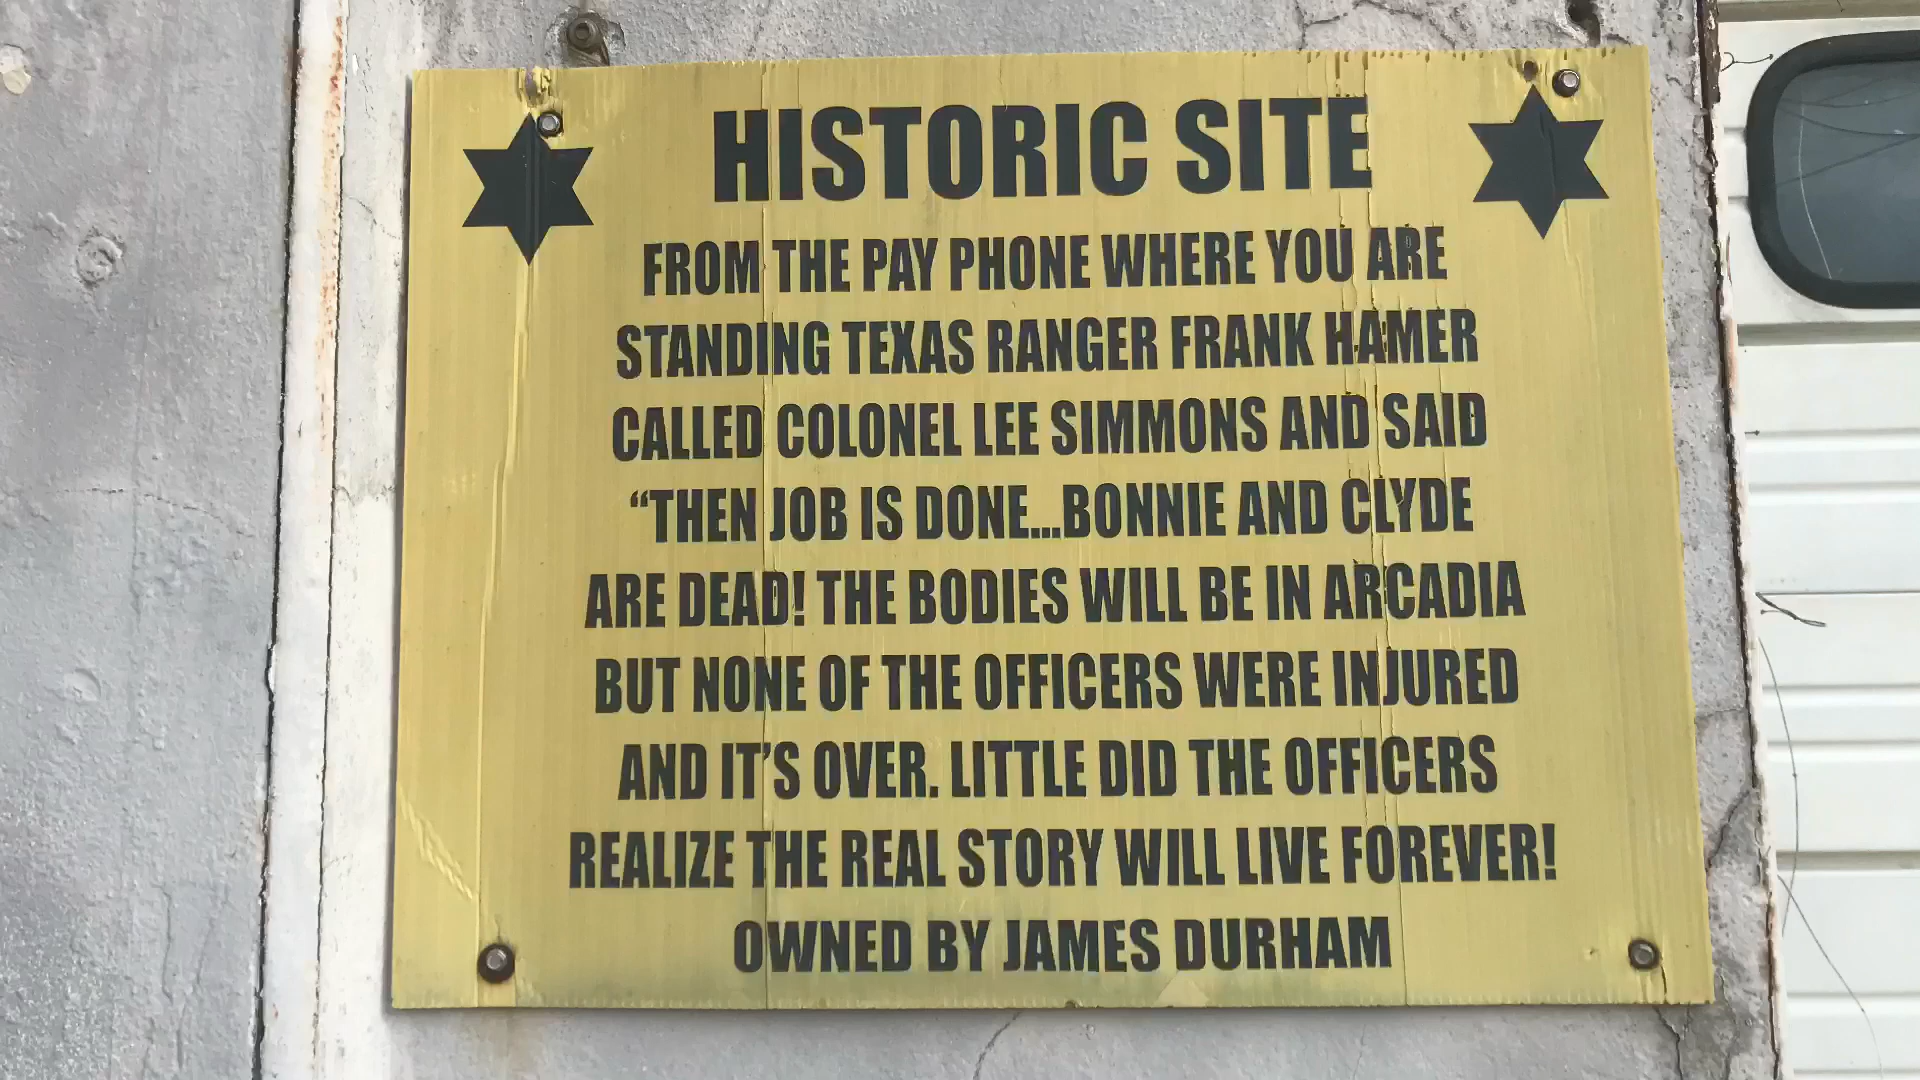 HISTORIC SITE
FROM THE PAY PHONE WHERE YOU ARE
STANDING TEXAS RANGER FRANK HAMER
CALLED COLONEL LEE SIMMONS AND SAID
“THEN JOB IS DONE...BONNIE AND CLYDE
ARE DEAD! THE BODIES WILL BE IN ARCADIA
BUT NONE OF THE OFFICERS WERE INJURED
AND IT’S OVER. LITTLE DID THE OFFICERS
REALIZE THE REAL STORY WILL LIVE FOREVER!
OWNED BY JAMES DURHAM